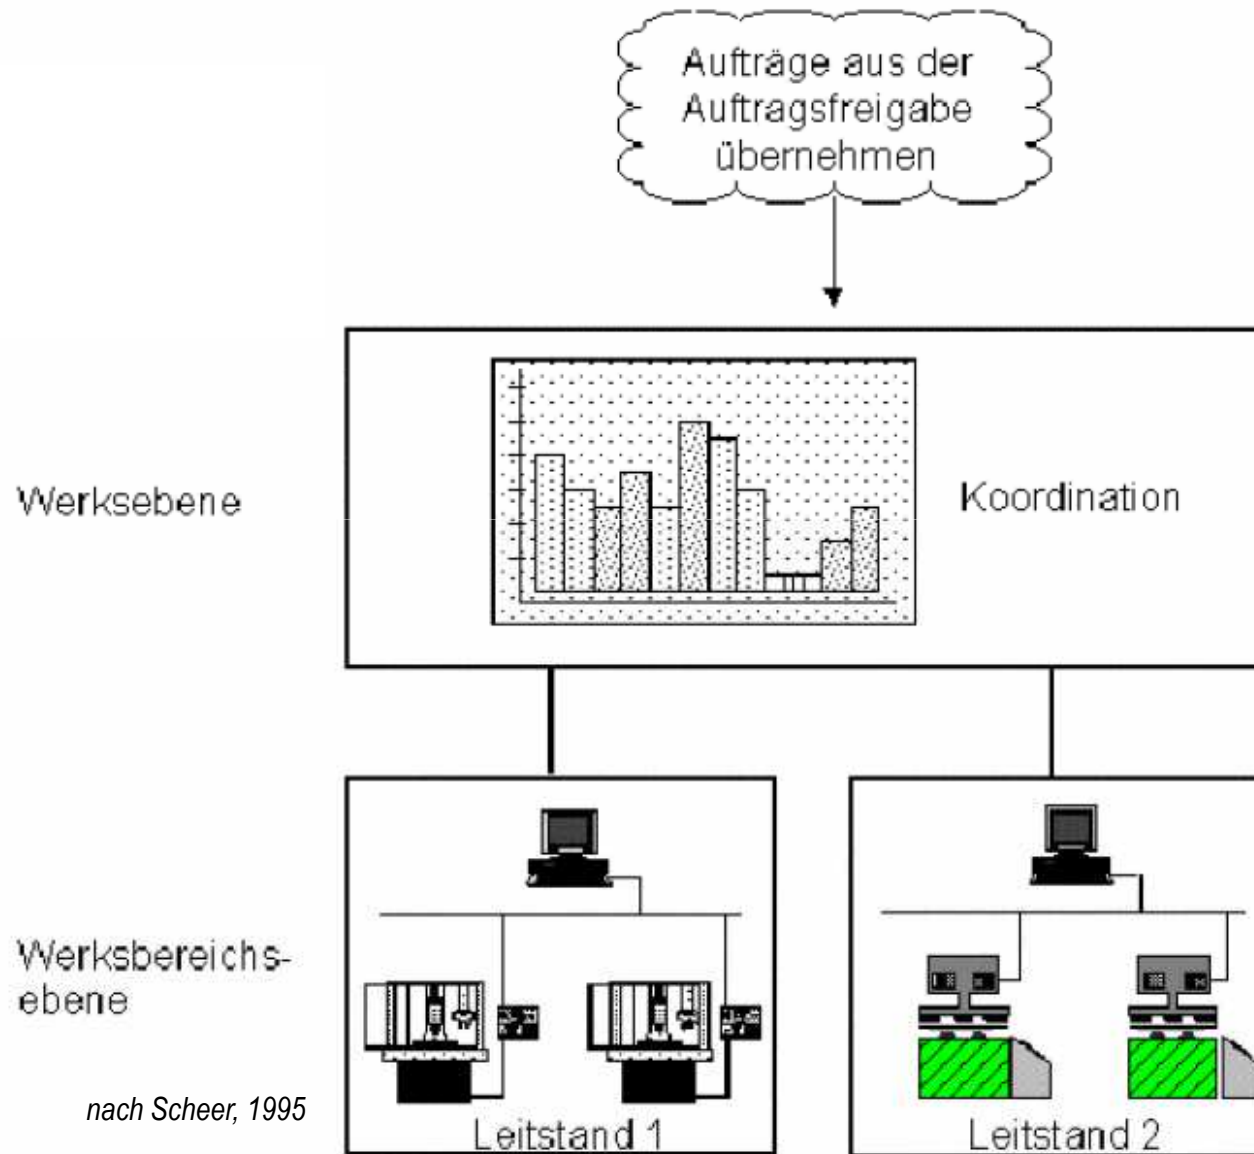 Aufträge aus der
Auftragsfreigabe
übernehmen
Werksebene
Koordination
Werksbereichs-
ebene
nach Scheer, 1995
Leitstand 1
Leitstand 2